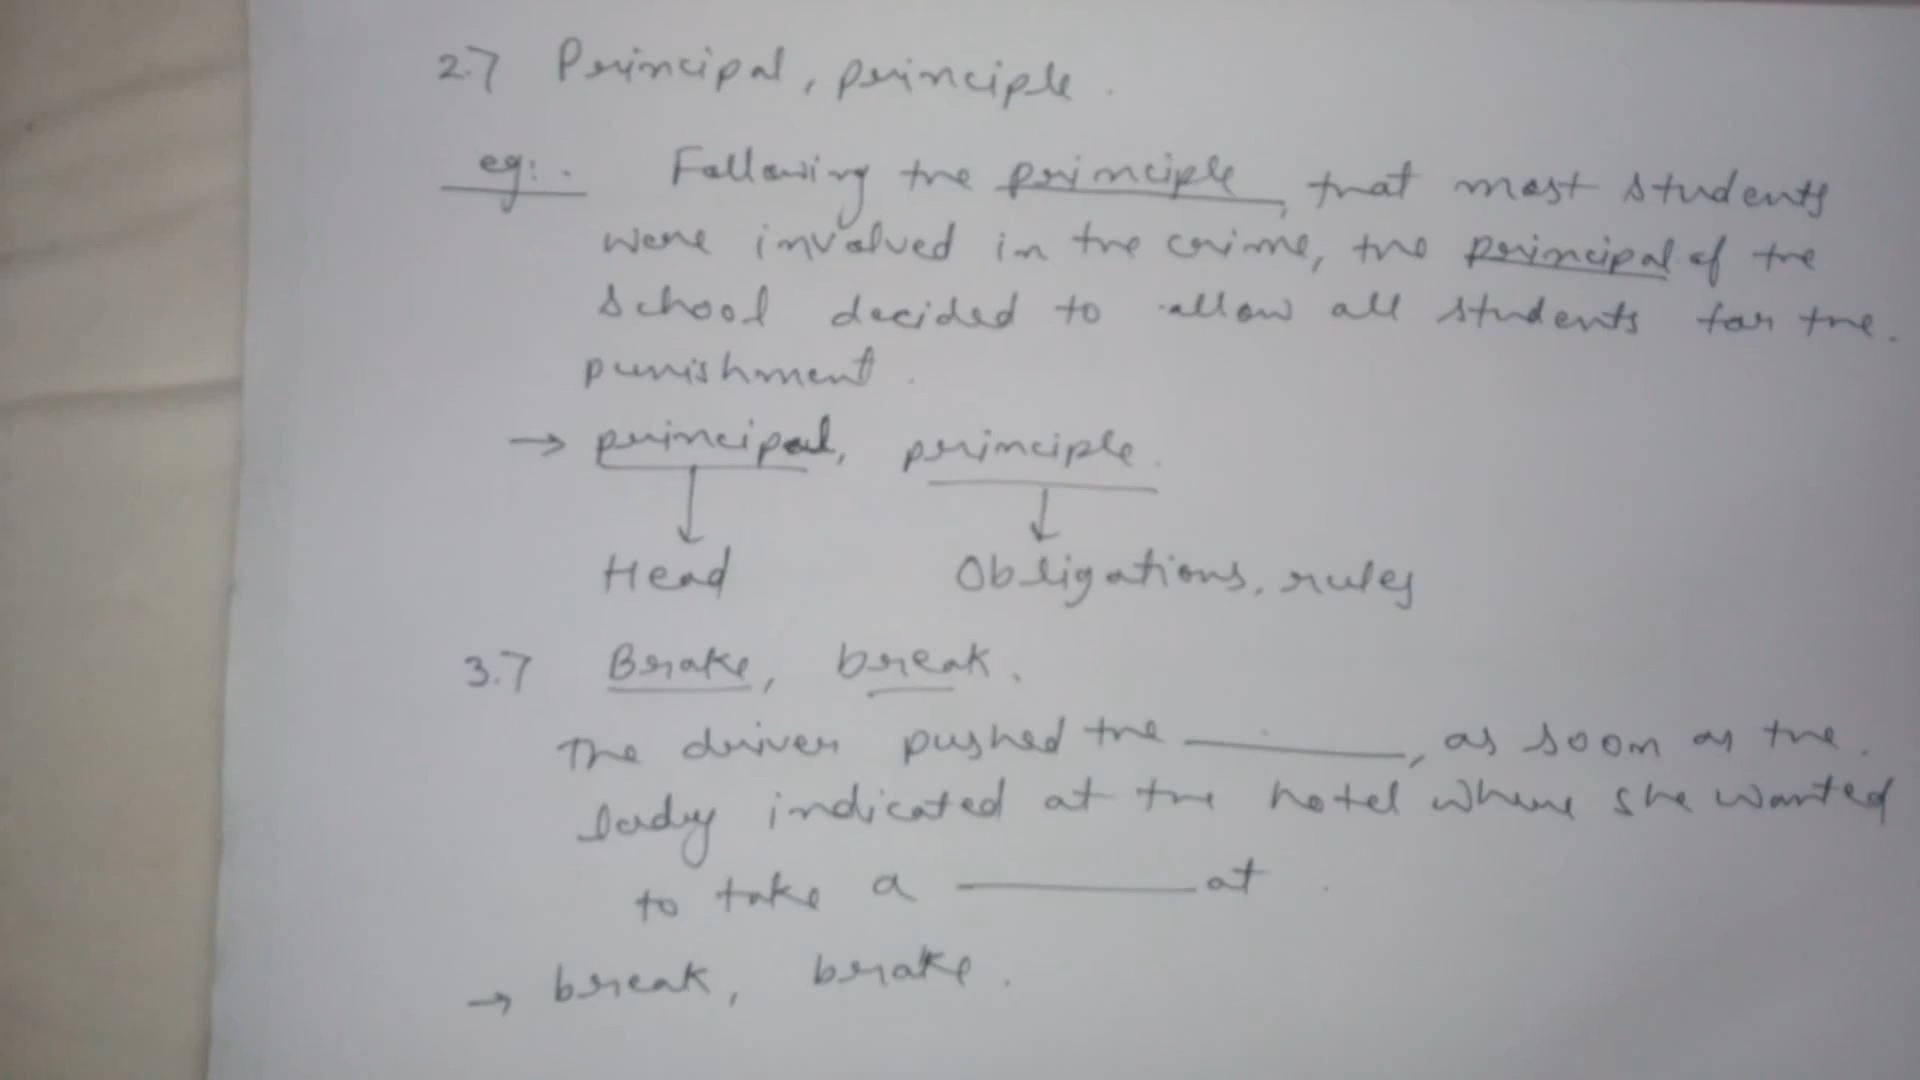 2.7 Principal, principle.
eg:. Following the principle, that most students
were involved in the crime, the principal of the
school decided to allow all students for the.
punishment.
→ principal, principle.
Head Obligations, rules
3.7 Brake, break.
The driver pushed the ________, as soon as the.
lady indicated at the hotel where she wanted
to take a ________ at.
→ break, brake.